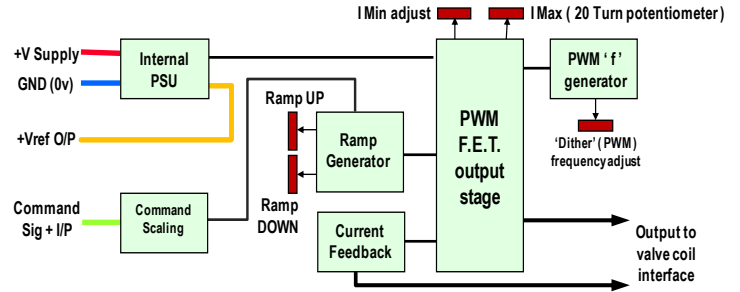 I Min adjust
I Max ( 20 Turn potentiometer)
+V Supply
GND (0v)
+Vref O/P
Internal
PSU
PWM ‘ f ’
generator
Ramp UP
Ramp
Generator
PWM
F.E.T.
output
stage
‘Dither’ ( PWM)
frequency adjust
Ramp
DOWN
Command
Sig + I/P
Command
Scaling
Current
Feedback
Output to
valve coil
interface